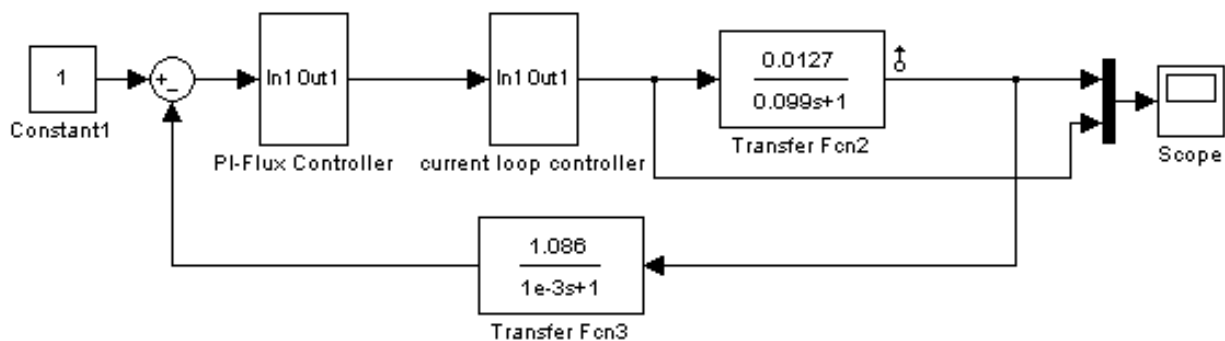 1
Constant1
+
−
In1 Out1
PI-Flux Controller
In1 Out1
current loop controller
0.0127
0.099s+1
Transfer Fcn2
Scope
1.086
1e-3s+1
Transfer Fcn3